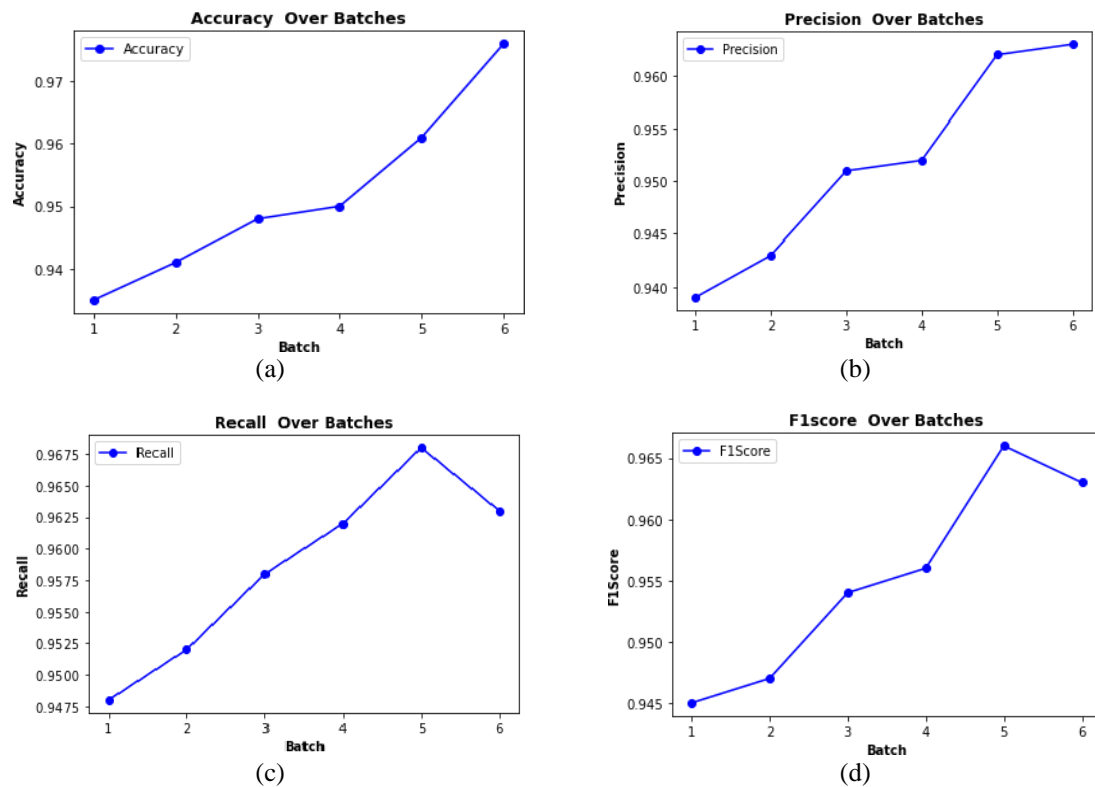 Accuracy Over Batches
Accuracy
0.97
0.96
0.95
0.94
Accuracy
1 2 3 4 5 6
Batch
(a)
Precision Over Batches
Precision
0.960
0.955
0.950
0.945
0.940
Precision
1 2 3 4 5 6
Batch
(b)
Recall Over Batches
Recall
0.9675
0.9650
0.9625
0.9600
0.9575
0.9550
0.9525
0.9500
0.9475
Recall
1 2 3 4 5 6
Batch
(c)
F1score Over Batches
F1Score
0.965
0.960
0.955
0.950
0.945
F1Score
1 2 3 4 5 6
Batch
(d)